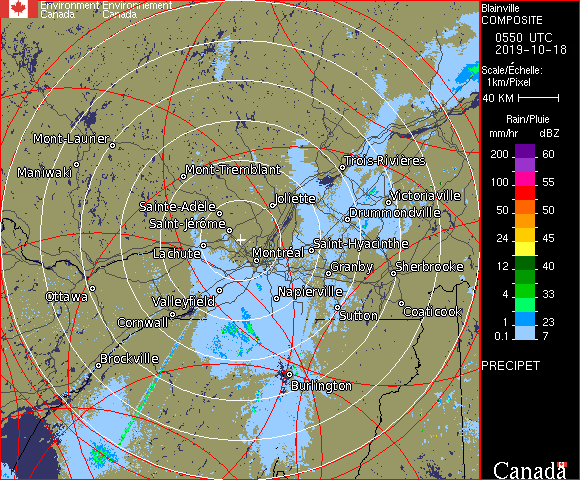 Environment Environnement
Canada Canada
Blainville
COMPOSITE
0550 UTC
2019-10-18
Scale/Échelle:
1km/Pixel
40 KM
Rain/Pluie
mm/hr dBZ
200 60
100 55
50 50
24 45
12 40
4 33
1 23
0.1 7
PRECIPET
Canada
Mont-Laurier
Maniwaki
Mont-Tremblant
Trois-Rivières
Sainte-Adèle
Joliette
Victoriaville
Drummondville
Saint-Jérome
Lachute
Montréal
Saint-Hyacinthe
Granby
Sherbrooke
Ottawa
Valleyfield
Napierville
Cornwall
Sutton
Coaticook
Brockville
Burlington